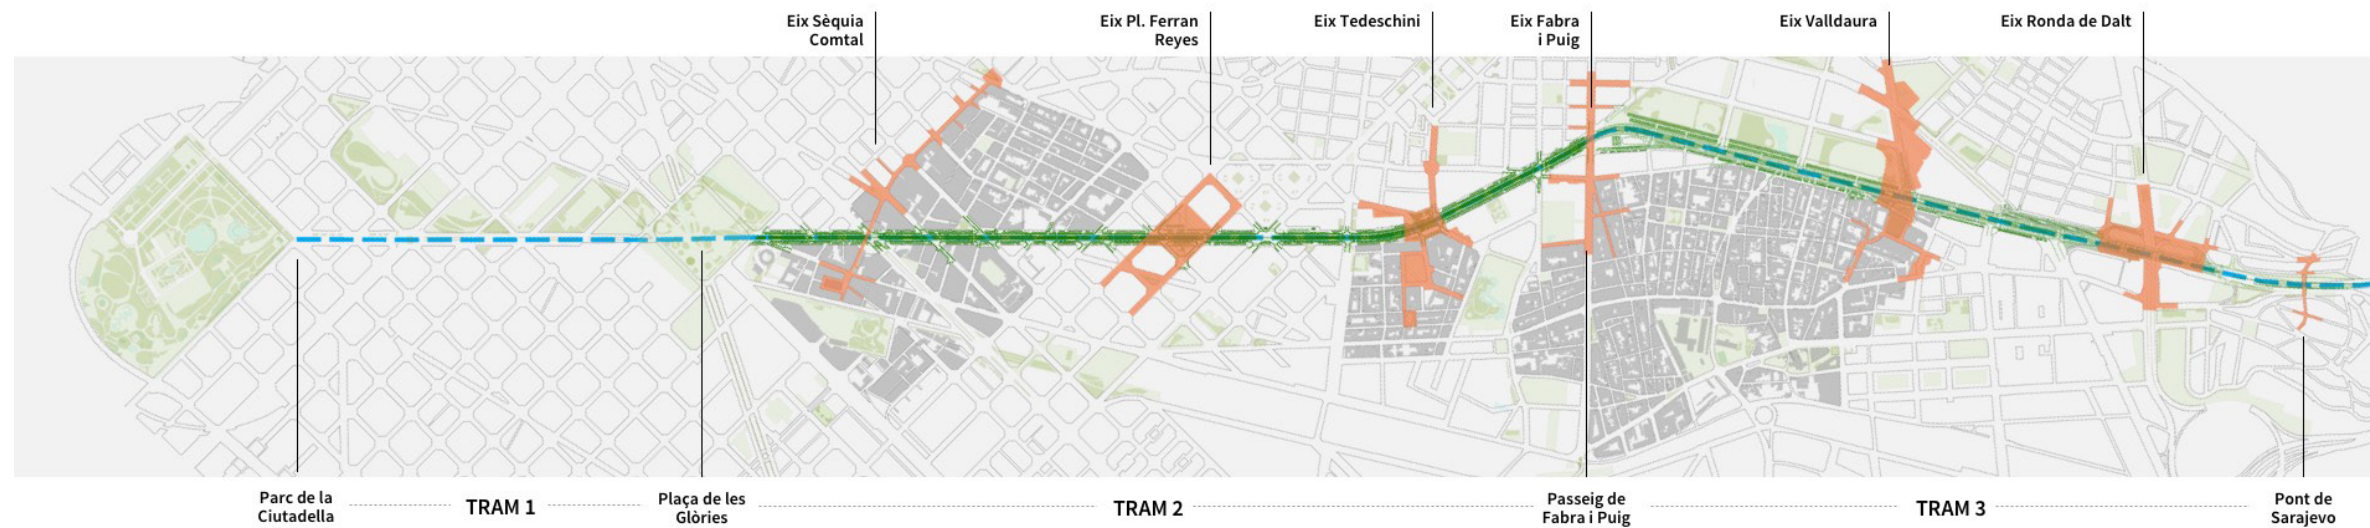 Eix Sèquia
Comtal
Eix Pl. Ferran
Reyes
Eix Tedeschini
Eix Fabra
i Puig
Eix Valldaura
Eix Ronda de Dalt
Parc de la
Ciutadella
TRAM 1
Plaça de les
Glòries
TRAM 2
Passeig de
Fabra i Puig
TRAM 3
Pont de
Sarajevo